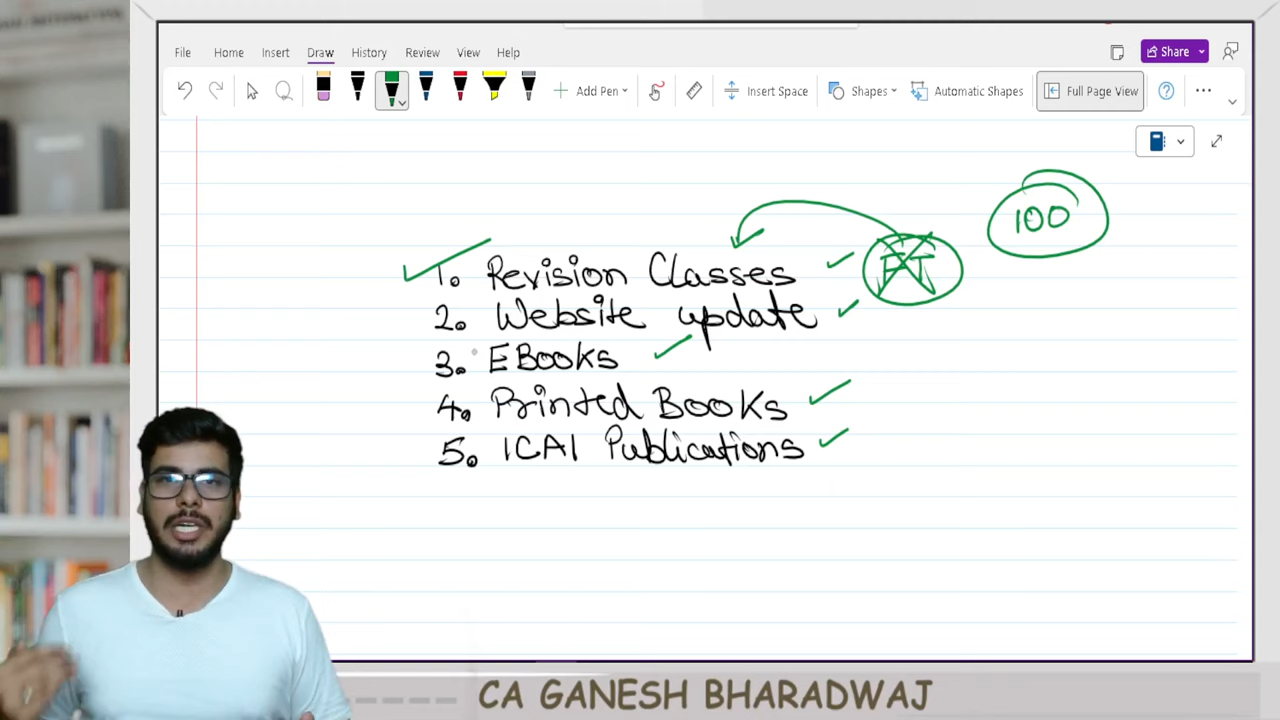 File Home Insert Draw History Review View Help Share
Add Pen Insert Space Shapes Automatic Shapes Full Page View
100
1. Revision Classes FT
2. Website update
3. EBooks
4. Printed Books
5. ICAI Publications
CA GANESH BHARADWAJ